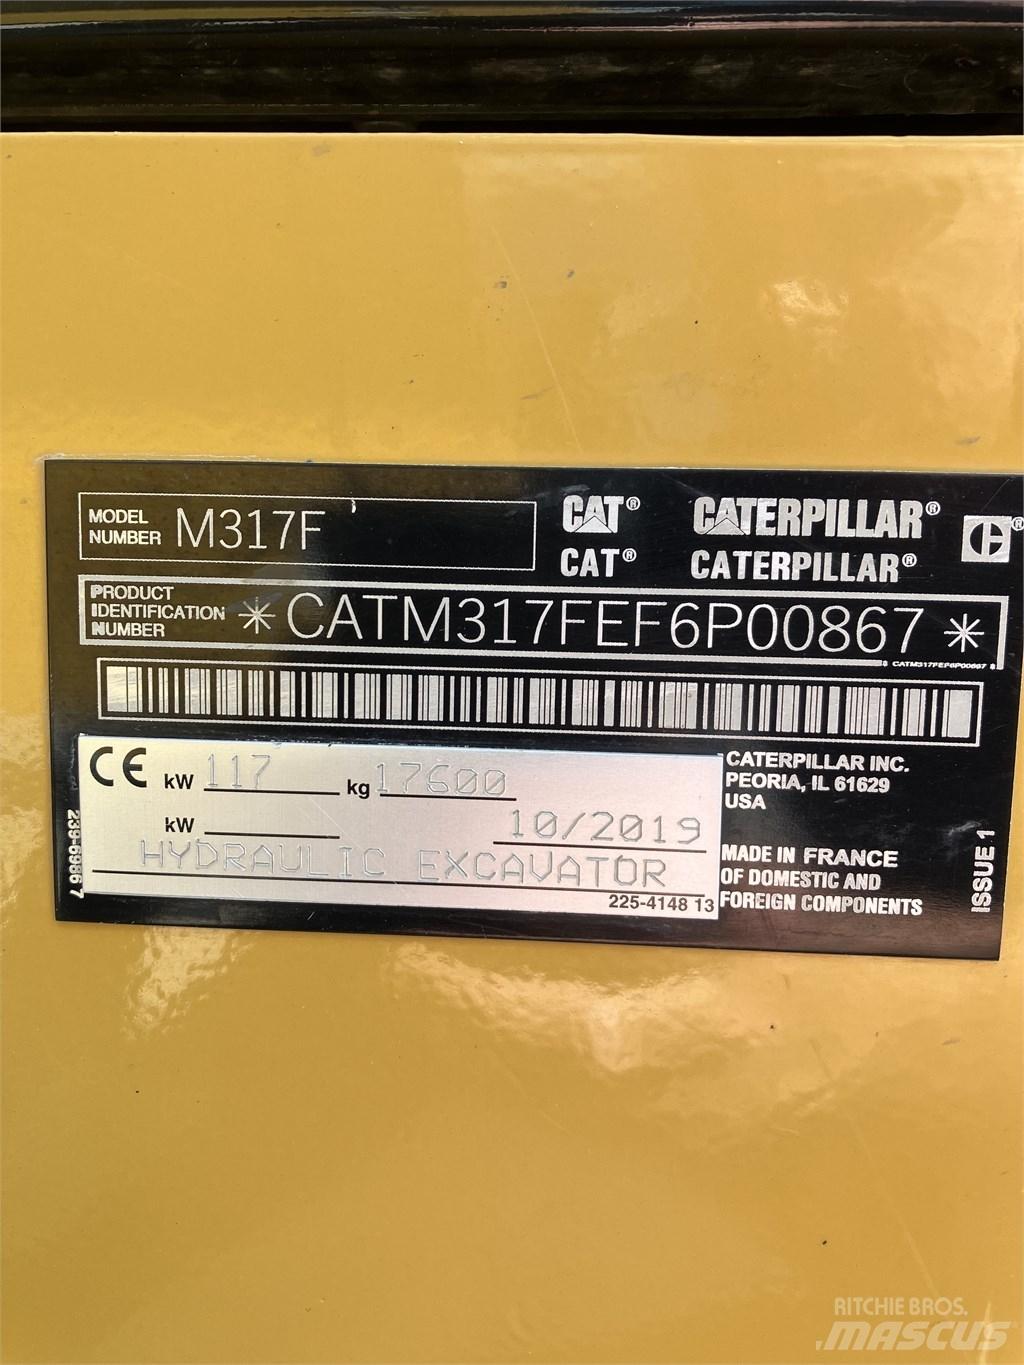 MODEL NUMBER M317F
CAT® CATERPILLAR®
CAT® CATERPILLAR®
PRODUCT IDENTIFICATION NUMBER *CATM317FEF6P00867*
* CATM317FEF6P00867 *
CE kW 117 kg 17600
kW 10/2019
HYDRAULIC EXCAVATOR
225-4148 13
239-5986 7
CATERPILLAR INC.
PEORIA, IL 61629
USA
MADE IN FRANCE
OF DOMESTIC AND
FOREIGN COMPONENTS
ISSUE 1
RITCHIE BROS.
MASCUS